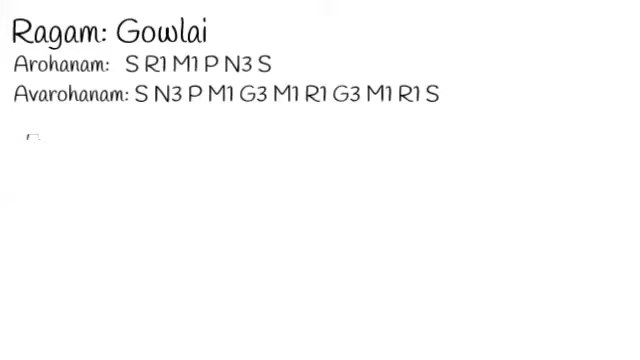 Ragam: Gowlai
Arohanam: S R1 M1 P N3 S
Avarohanam: S N3 P M1 G3 M1 R1 G3 M1 R1 S